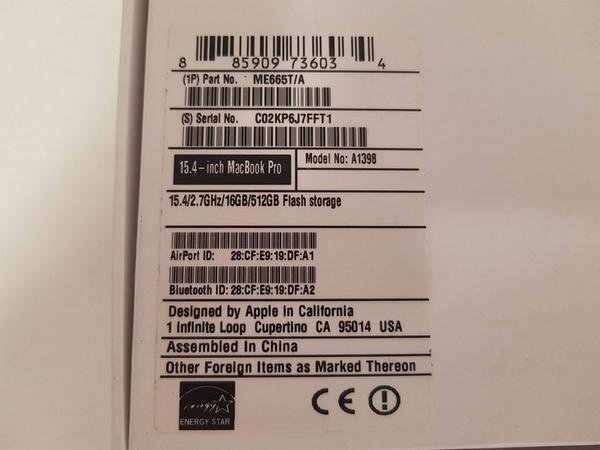 8 85909 73603 4
(1P) Part No. ME665T/A
(S) Serial No. C02KP6J7FFT1
15.4-inch MacBook Pro
Model No: A1398
15.4/2.7GHz/16GB/512GB Flash storage
AirPort ID: 28:CF:E9:19:DF:A1
Bluetooth ID: 28:CF:E9:19:DF:A2
Designed by Apple in California
1 Infinite Loop Cupertino CA 95014 USA
Assembled In China
Other Foreign Items as Marked Thereon
energy
ENERGY STAR
CE